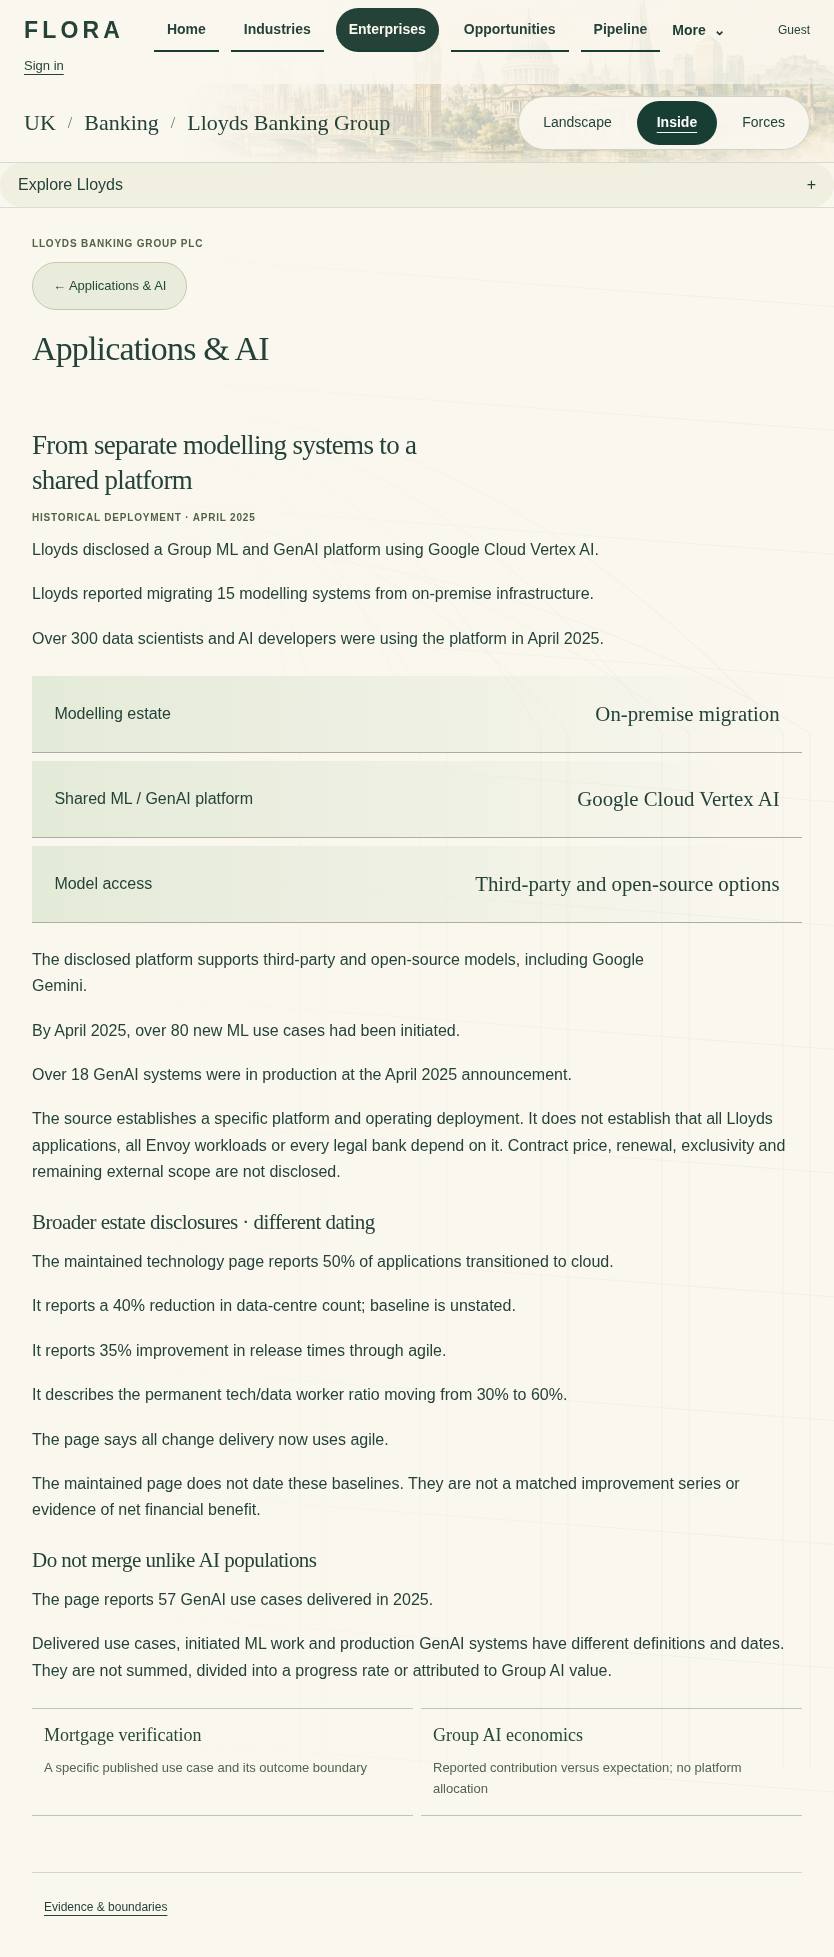 FLORA
Home
Industries
Enterprises
Opportunities
Pipeline
More ⌄
Guest
Sign in
UK / Banking / Lloyds Banking Group
Landscape
Inside
Forces
Explore Lloyds
+
LLOYDS BANKING GROUP PLC
← Applications & AI
Applications & AI
From separate modelling systems to a
shared platform
HISTORICAL DEPLOYMENT · APRIL 2025
Lloyds disclosed a Group ML and GenAI platform using Google Cloud Vertex AI.
Lloyds reported migrating 15 modelling systems from on-premise infrastructure.
Over 300 data scientists and AI developers were using the platform in April 2025.
Modelling estate
On-premise migration
Shared ML / GenAI platform
Google Cloud Vertex AI
Model access
Third-party and open-source options
The disclosed platform supports third-party and open-source models, including Google
Gemini.
By April 2025, over 80 new ML use cases had been initiated.
Over 18 GenAI systems were in production at the April 2025 announcement.
The source establishes a specific platform and operating deployment. It does not establish that all Lloyds
applications, all Envoy workloads or every legal bank depend on it. Contract price, renewal, exclusivity and
remaining external scope are not disclosed.
Broader estate disclosures · different dating
The maintained technology page reports 50% of applications transitioned to cloud.
It reports a 40% reduction in data-centre count; baseline is unstated.
It reports 35% improvement in release times through agile.
It describes the permanent tech/data worker ratio moving from 30% to 60%.
The page says all change delivery now uses agile.
The maintained page does not date these baselines. They are not a matched improvement series or
evidence of net financial benefit.
Do not merge unlike AI populations
The page reports 57 GenAI use cases delivered in 2025.
Delivered use cases, initiated ML work and production GenAI systems have different definitions and dates.
They are not summed, divided into a progress rate or attributed to Group AI value.
Mortgage verification
A specific published use case and its outcome boundary
Group AI economics
Reported contribution versus expectation; no platform
allocation
Evidence & boundaries